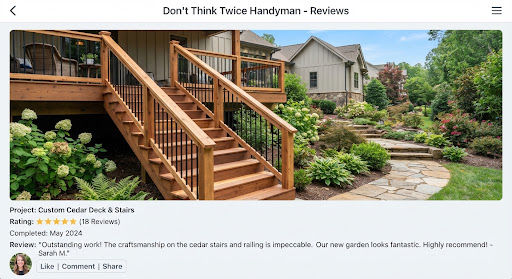 Don't Think Twice Handyman - Reviews
Project: Custom Cedar Deck & Stairs
Rating: ★★★★★ (18 Reviews)
Completed: May 2024
Review: "Outstanding work! The craftsmanship on the cedar stairs and railing is impeccable. Our new garden looks fantastic. Highly recommend! -
Sarah M."
Like | Comment | Share